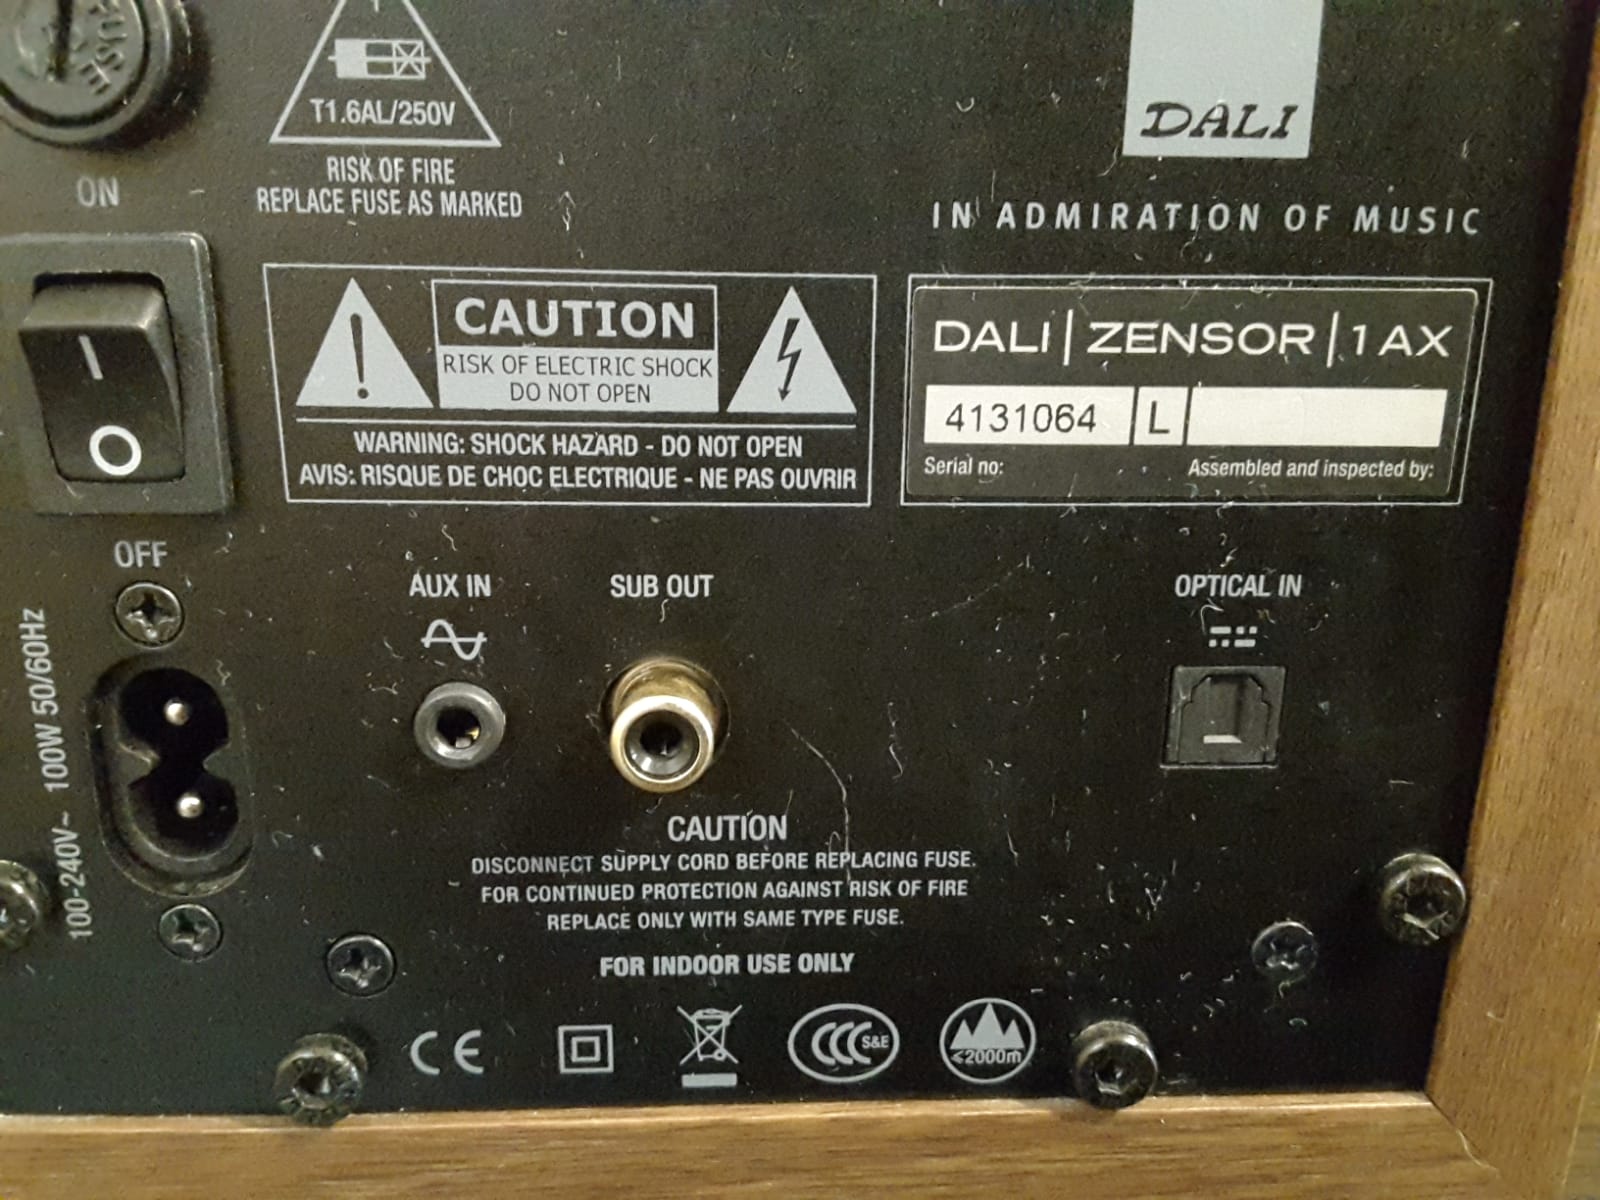 FUSE
T1.6AL/250V
RISK OF FIRE
REPLACE FUSE AS MARKED
ON
DALI
IN ADMIRATION OF MUSIC
CAUTION
RISK OF ELECTRIC SHOCK
DO NOT OPEN
WARNING: SHOCK HAZARD - DO NOT OPEN
AVIS: RISQUE DE CHOC ELECTRIQUE - NE PAS OUVRIR
DALI | ZENSOR | 1 AX
4131064 L
Serial no: Assembled and inspected by:
I
O
OFF
100-240V~ 100W 50/60Hz
AUX IN
SUB OUT
OPTICAL IN
CAUTION
DISCONNECT SUPPLY CORD BEFORE REPLACING FUSE.
FOR CONTINUED PROTECTION AGAINST RISK OF FIRE
REPLACE ONLY WITH SAME TYPE FUSE.
FOR INDOOR USE ONLY
CE
CCC S&E
≤2000m